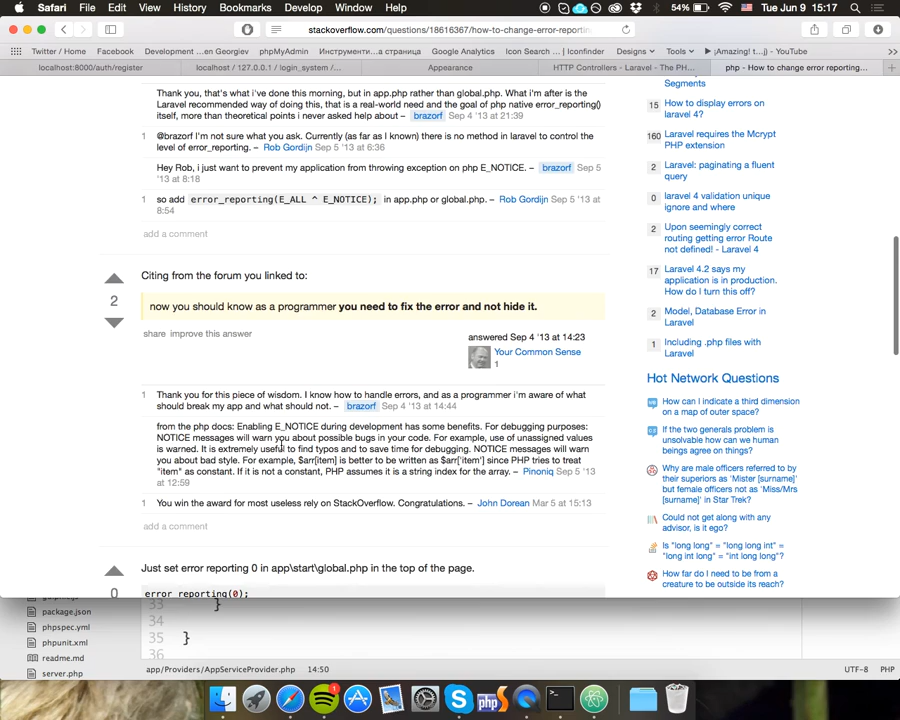 Safari File Edit View History Bookmarks Develop Window Help 54% Tue Jun 9 15:17
stackoverflow.com/questions/18616367/how-to-change-error-reportin
Twitter / Home Facebook Development ... en Georgiev phpMyAdmin Инструменти...а страница Google Analytics Icon Search | Iconfinder Designs Tools ▶ ¡Amazing! t...j) - YouTube >>
localhost:8000/auth/register localhost / 127.0.0.1 / login_system /... Appearance HTTP Controllers - Laravel - The PH... php - How to change error reporting... +
Thank you, that's what i've done this morning, but in app.php rather than global.php. What i'm after is the
Laravel recommended way of doing this, that is a real-world need and the goal of php native error_reporting()
itself, more than theoretical points i never asked help about – brazorf Sep 4 '13 at 21:39
1 @brazorf I'm not sure what you ask. Currently (as far as I known) there is no method in laravel to control the
level of error_reporting. – Rob Gordijn Sep 5 '13 at 6:36
Hey Rob, i just want to prevent my application from throwing exception on php E_NOTICE. – brazorf Sep 5
'13 at 8:18
1 so add error_reporting(E_ALL ^ E_NOTICE); in app.php or global.php. – Rob Gordijn Sep 5 '13 at
8:54
add a comment
Citing from the forum you linked to:
2
now you should know as a programmer you need to fix the error and not hide it.
share improve this answer
answered Sep 4 '13 at 14:23
Your Common Sense
1
1 Thank you for this piece of wisdom. I know how to handle errors, and as a programmer i'm aware of what
should break my app and what should not. – brazorf Sep 4 '13 at 14:44
from the php docs: Enabling E_NOTICE during development has some benefits. For debugging purposes:
NOTICE messages will warn you about possible bugs in your code. For example, use of unassigned values
is warned. It is extremely useful to find typos and to save time for debugging. NOTICE messages will warn
you about bad style. For example, $arr[item] is better to be written as $arr['item'] since PHP tries to treat
"item" as constant. If it is not a constant, PHP assumes it is a string index for the array. – Pinoniq Sep 5 '13
at 12:59
1 You win the award for most useless rely on StackOverflow. Congratulations. – John Dorean Mar 5 at 15:13
add a comment
Just set error reporting 0 in app\start\global.php in the top of the page.
0
error_reporting(0);
Segments
15 How to display errors on
laravel 4?
160 Laravel requires the Mcrypt
PHP extension
2 Laravel: paginating a fluent
query
0 laravel 4 validation unique
ignore and where
2 Upon seemingly correct
routing getting error Route
not defined! - Laravel 4
17 Laravel 4.2 says my
application is in production.
How do I turn this off?
2 Model, Database Error in
Laravel
1 Including .php files with
Laravel
Hot Network Questions
How can I indicate a third dimension
on a map of outer space?
If the two generals problem is
unsolvable how can we human
beings agree on things?
Why are male officers referred to by
their superiors as 'Mister [surname]'
but female officers not as 'Miss/Mrs
[surname]' in Star Trek?
Could not get along with any
advisor, is it ego?
Is "long long" = "long long int" =
"long int long" = "int long long"?
How far do I need to be from a
creature to be outside its reach?
package.json
phpspec.yml
phpunit.xml
readme.md
server.php
33 }
34
35 }
app/Providers/AppServiceProvider.php 14:50 UTF-8 PHP
1
php